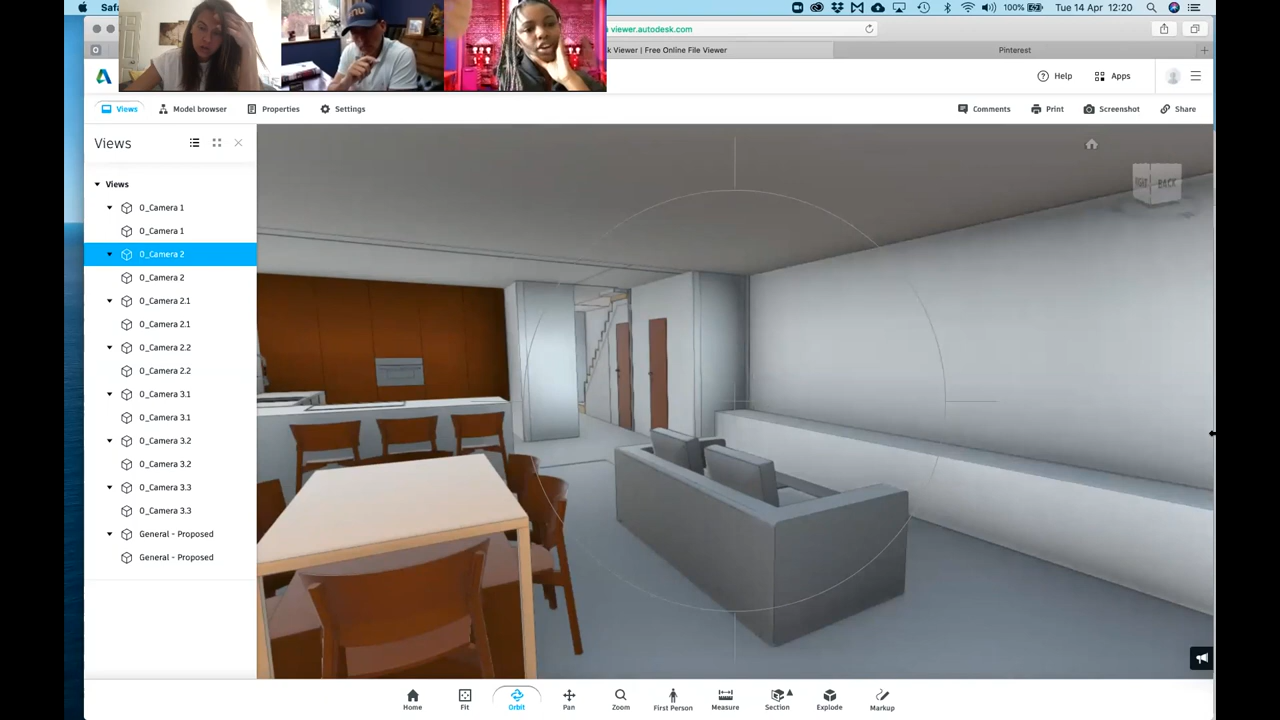 Safa
100%
Tue 14 Apr 12:20
viewer.autodesk.com
k Viewer | Free Online File Viewer
Pinterest
Help
Apps
Views
Model browser
Properties
Settings
Comments
Print
Screenshot
Share
Views
Views
0_Camera 1
0_Camera 1
0_Camera 2
0_Camera 2
0_Camera 2.1
0_Camera 2.1
0_Camera 2.2
0_Camera 2.2
0_Camera 3.1
0_Camera 3.1
0_Camera 3.2
0_Camera 3.2
0_Camera 3.3
0_Camera 3.3
General - Proposed
General - Proposed
BACK
Home
Fit
Orbit
Pan
Zoom
First Person
Measure
Section
Explode
Markup